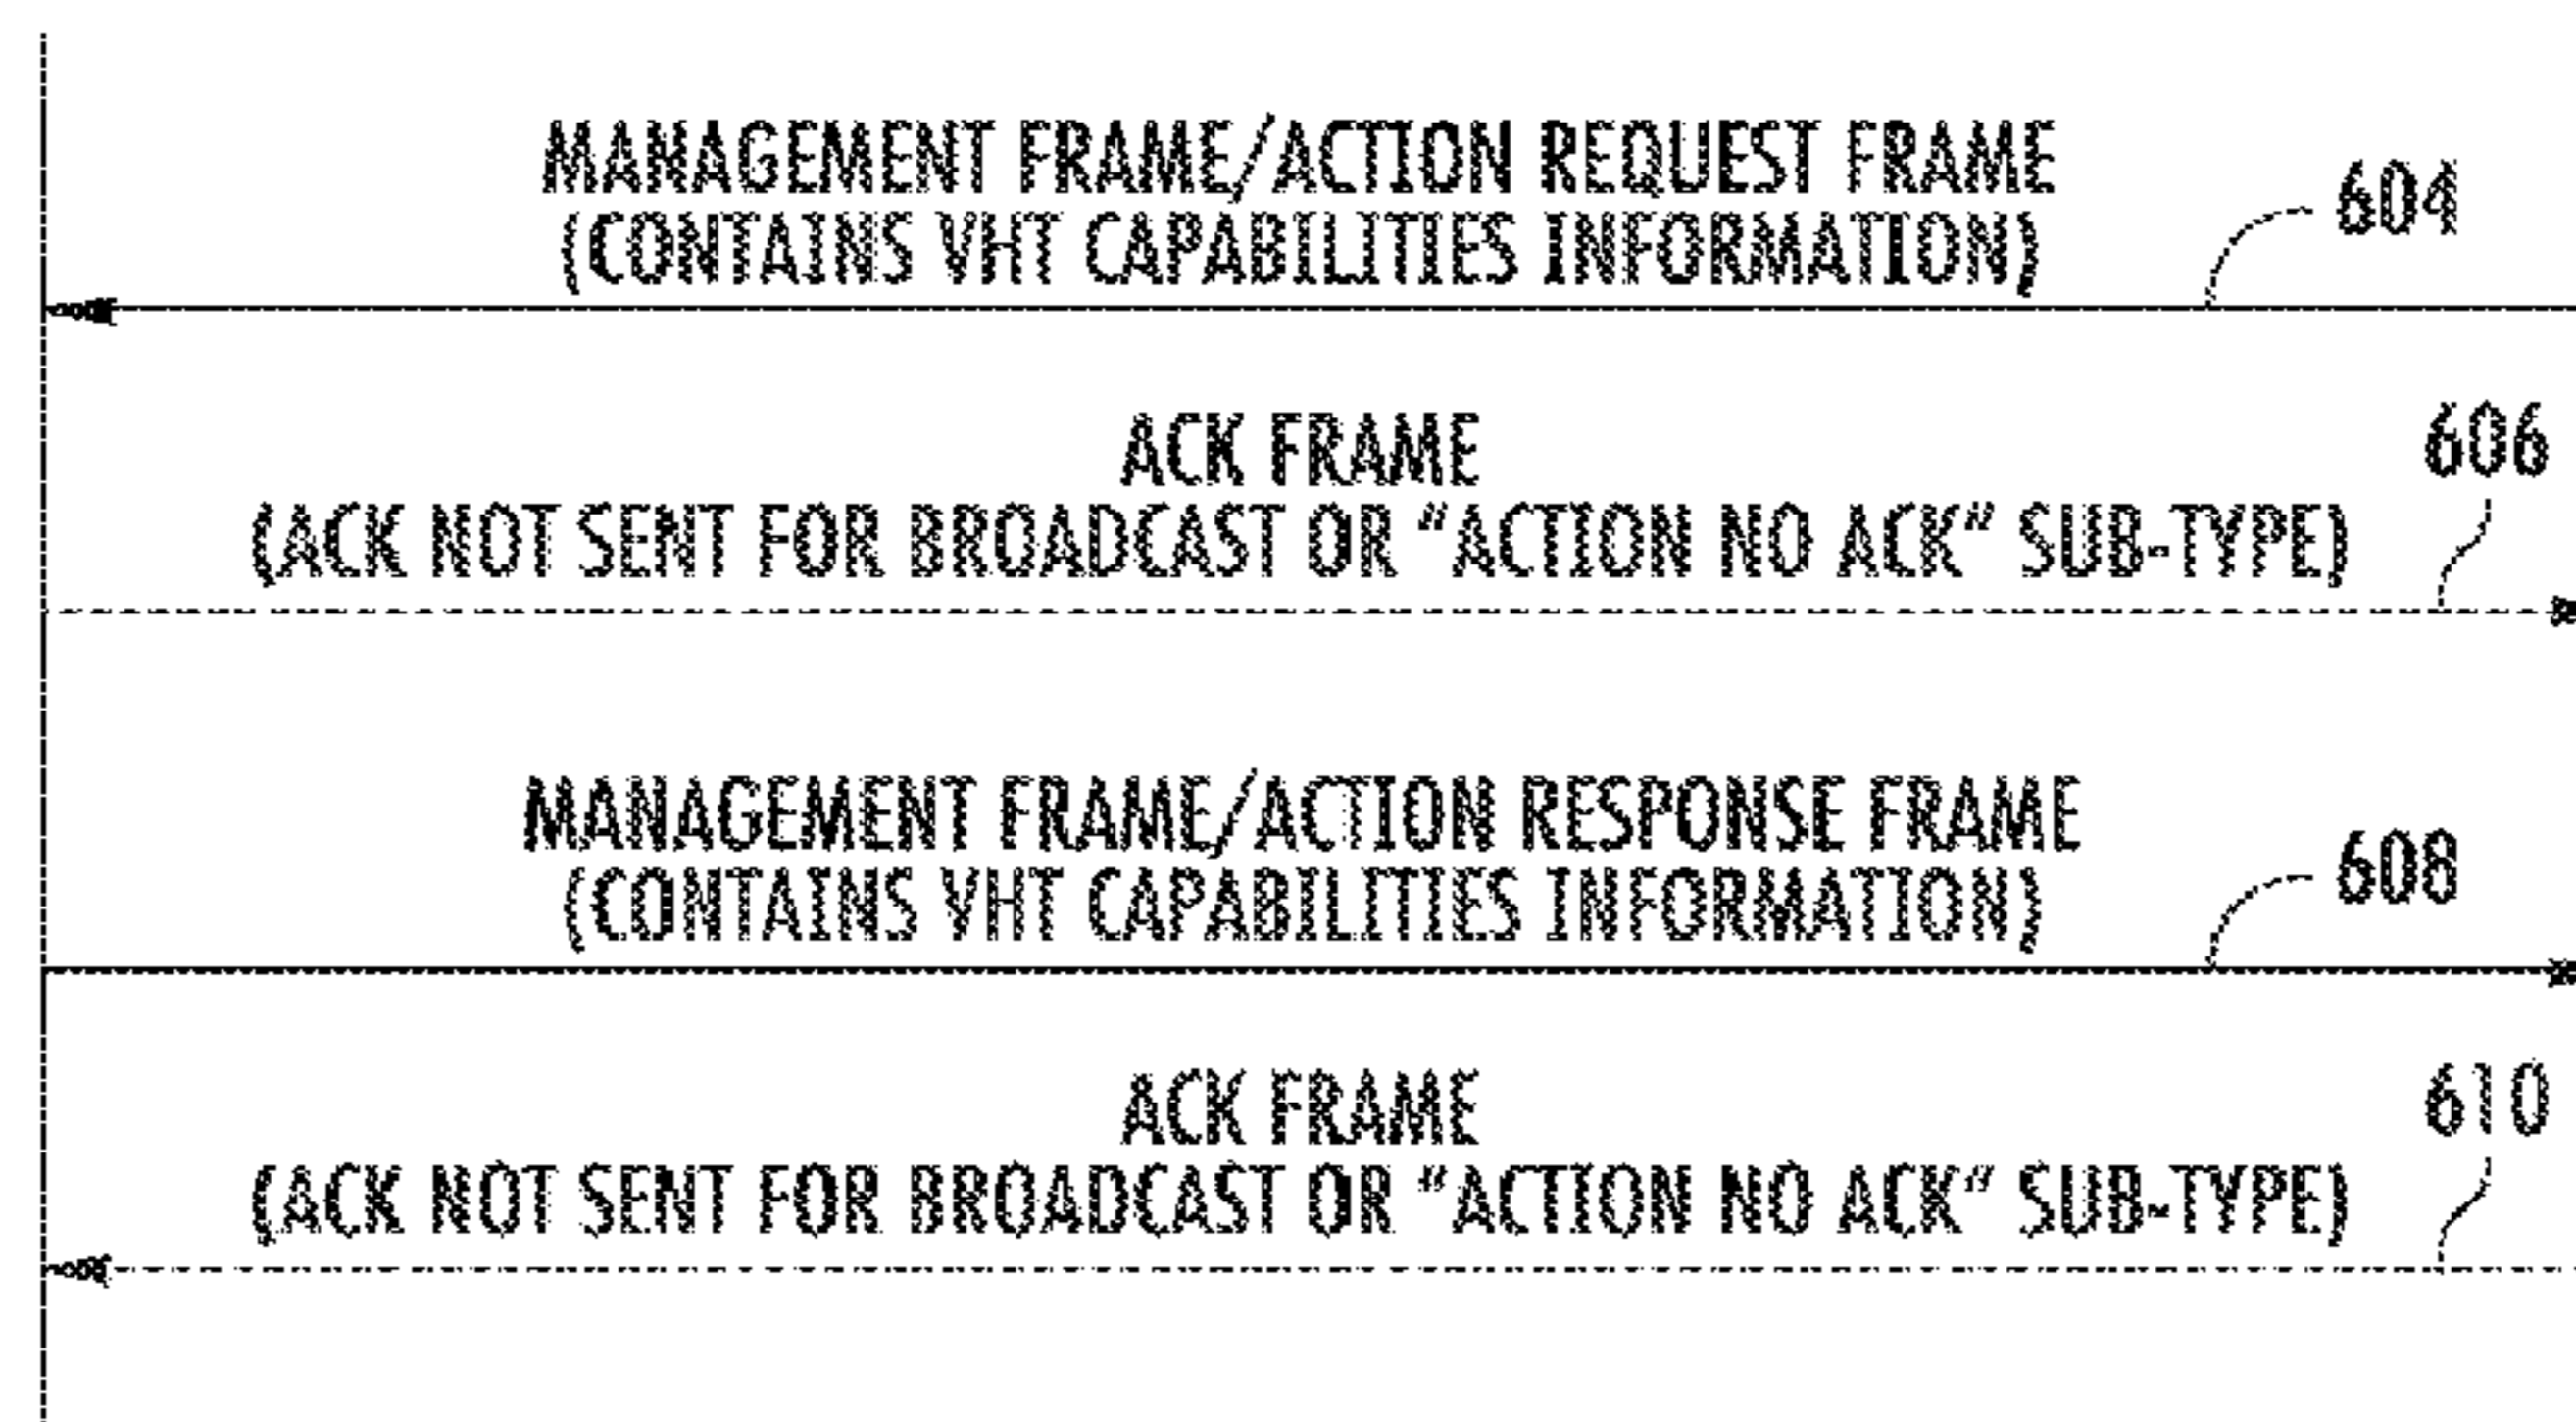 MANAGEMENT FRAME/ACTION REQUEST FRAME
(CONTAINS VHT CAPABILITIES INFORMATION)
604
ACK FRAME
606
(ACK NOT SENT FOR BROADCAST OR "ACTION NO ACK" SUB-TYPE)
MANAGEMENT FRAME/ACTION RESPONSE FRAME
(CONTAINS VHT CAPABILITIES INFORMATION)
608
ACK FRAME
610
(ACK NOT SENT FOR BROADCAST OR "ACTION NO ACK" SUB-TYPE)